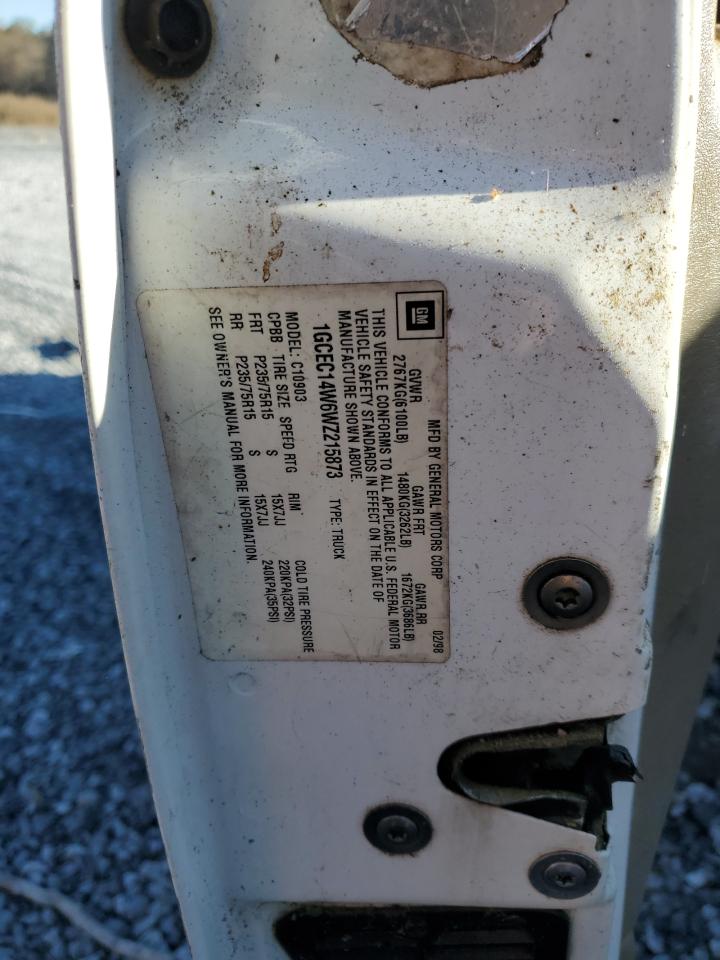 GM
MFD BY GENERAL MOTORS CORP 02/98
GVWR GAWR FRT GAWR RR
2767KG(6100LB) 1480KG(3262LB) 1672KG(3686LB)
THIS VEHICLE CONFORMS TO ALL APPLICABLE U.S. FEDERAL MOTOR
VEHICLE SAFETY STANDARDS IN EFFECT ON THE DATE OF
MANUFACTURE SHOWN ABOVE.
1GCEC14W6WZ215873 TYPE: TRUCK
MODEL: C10903
CPBB TIRE SIZE SPEED RTG RIM COLD TIRE PRESSURE
FRT P235/75R15 S 15X7JJ 220KPA(32PSI)
RR P235/75R15 S 15X7JJ 240KPA(35PSI)
SEE OWNER'S MANUAL FOR MORE INFORMATION.